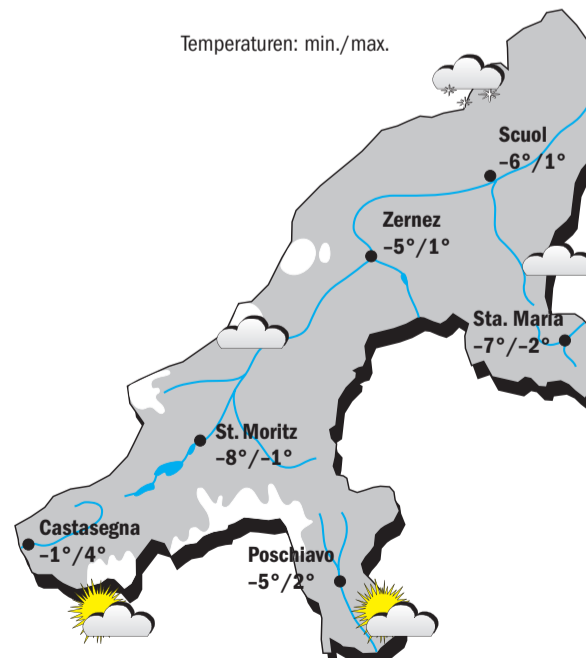 Temperaturen: min./max.
Scuol
–6°/1°
Zernez
–5°/1°
Sta. Maria
–7°/–2°
St. Moritz
–8°/–1°
Castasegna
–1°/4°
Poschiavo
–5°/2°